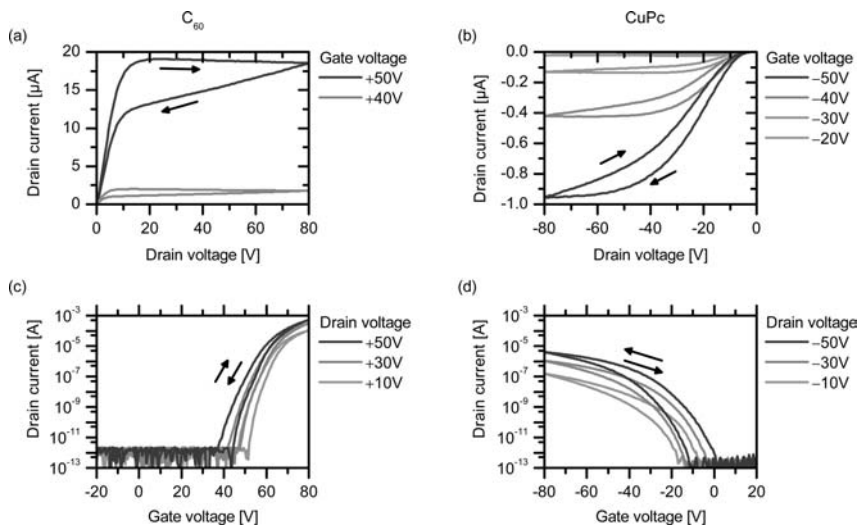 C₆₀
CuPc
(a)
Drain current [µA]
20
15
10
5
0
0
20
40
60
80
Drain voltage [V]
Gate voltage
+50V
+40V
(b)
Drain current [µA]
0.0
-0.2
-0.4
-0.6
-0.8
-1.0
-80
-60
-40
-20
0
Drain voltage [V]
Gate voltage
−50V
−40V
−30V
−20V
(c)
Drain current [A]
10⁻³
10⁻⁵
10⁻⁷
10⁻⁹
10⁻¹¹
10⁻¹³
-20
0
20
40
60
80
Gate voltage [V]
Drain voltage
+50V
+30V
+10V
(d)
Drain current [A]
10⁻³
10⁻⁵
10⁻⁷
10⁻⁹
10⁻¹¹
10⁻¹³
-80
-60
-40
-20
0
20
Gate voltage [V]
Drain voltage
−50V
−30V
−10V